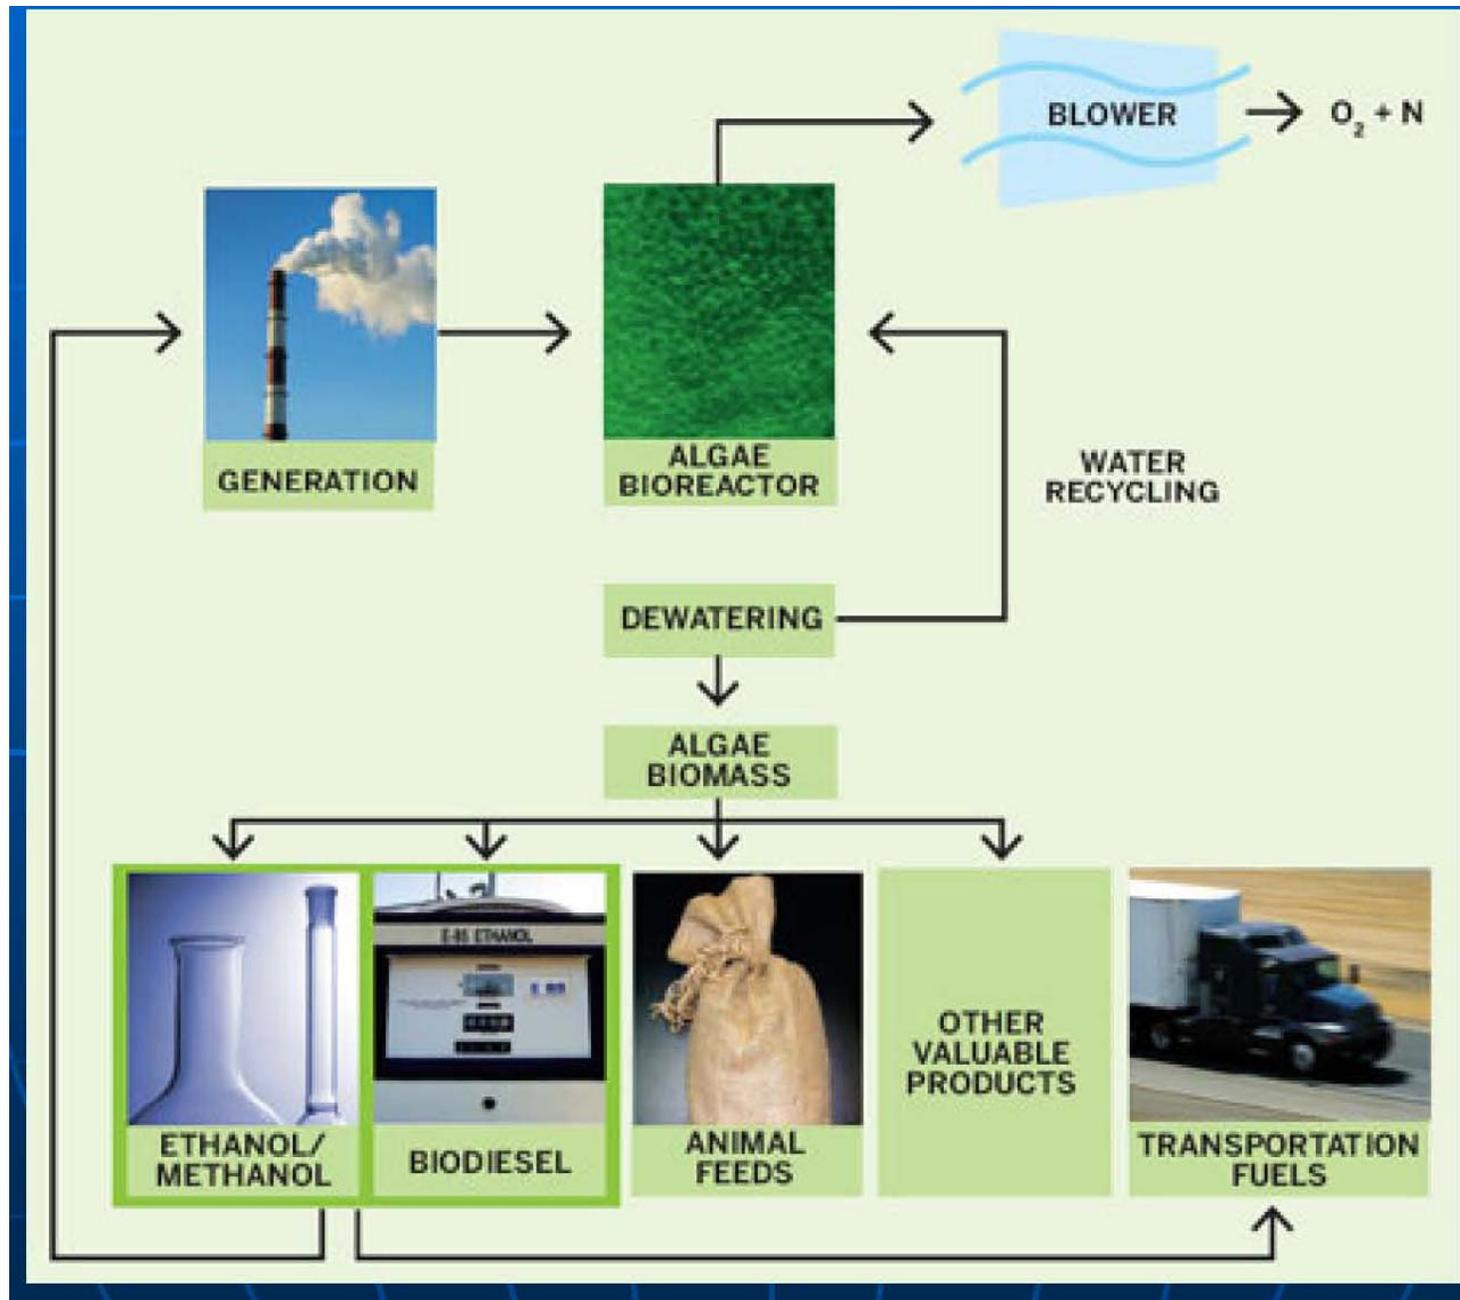 BLOWER
O₂ + N
GENERATION
ALGAE
BIOREACTOR
WATER
RECYCLING
DEWATERING
ALGAE
BIOMASS
E-85 ETHANOL
ETHANOL/
METHANOL
BIODIESEL
ANIMAL
FEEDS
OTHER
VALUABLE
PRODUCTS
TRANSPORTATION
FUELS